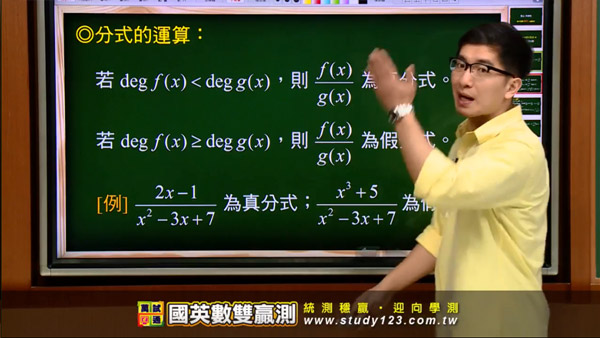 ◎分式的運算：
若 deg f(x) < deg g(x)，則 f(x)/g(x) 為 分式。
若 deg f(x) ≥ deg g(x)，則 f(x)/g(x) 為假 式。
[例] (2x−1)/(x²−3x+7) 為真分式；(x³+5)/(x²−3x+7) 為
國英數雙贏測 統測穩贏・迎向學測
www.study123.com.tw